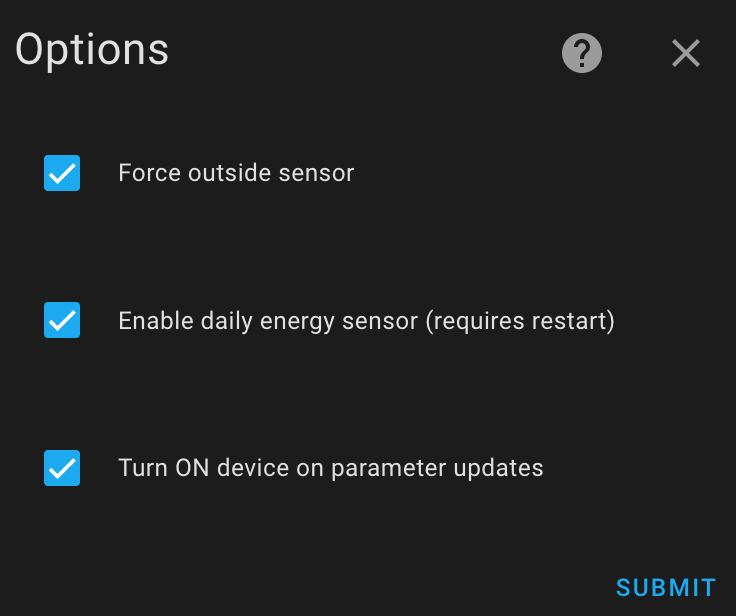 Options
Force outside sensor
Enable daily energy sensor (requires restart)
Turn ON device on parameter updates
SUBMIT